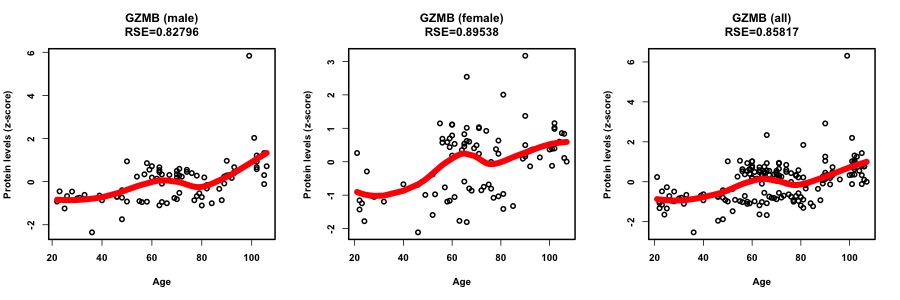 GZMB (male)
RSE=0.82796
Protein levels (z-score)
6
4
2
0
-2
20
40
60
80
100
Age
GZMB (female)
RSE=0.89538
Protein levels (z-score)
3
2
1
0
-1
-2
20
40
60
80
100
Age
GZMB (all)
RSE=0.85817
Protein levels (z-score)
6
4
2
0
-2
20
40
60
80
100
Age